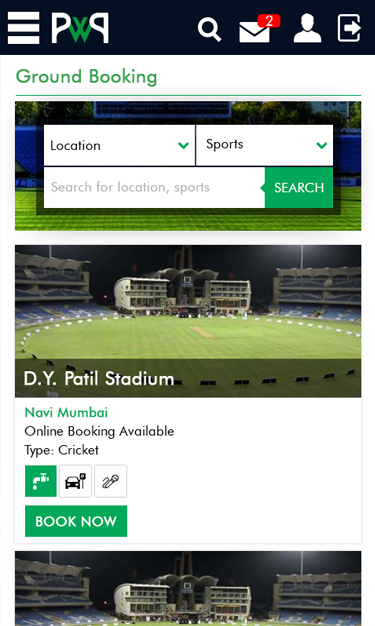 PWP
2
Ground Booking
Location
Sports
Search for location, sports
SEARCH
D.Y. Patil Stadium
Navi Mumbai
Online Booking Available
Type: Cricket
P
BOOK NOW